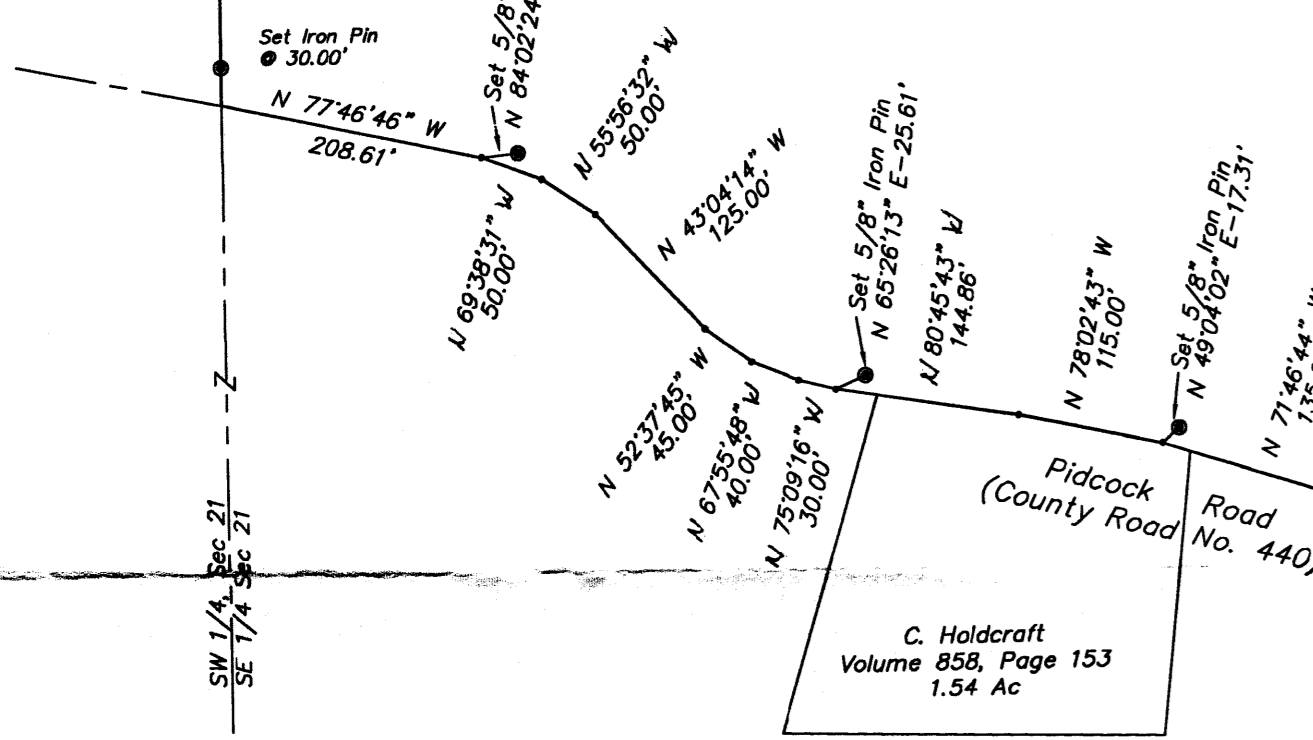 Set Iron Pin
@ 30.00'
N 77°46'46" W
208.61'
Set 5/8"
N 84°02'24
N 55°56'32" W
50.00'
N 69°38'31" W
50.00'
N 43°04'14" W
125.00'
Set 5/8" Iron Pin
N 65°26'13" E-25.61'
N 80°45'43" W
144.86'
N 78°02'43" W
115.00'
Set 5/8" Iron Pin
N 49°04'02" E-17.31'
N 71°46'44" W
N 52°37'45" W
45.00'
N 67°55'48" W
40.00'
N 75°09'16" W
30.00'
Z
Pidcock Road
(County Road No. 440)
SW 1/4, Sec 21
SE 1/4 Sec 21
C. Holdcraft
Volume 858, Page 153
1.54 Ac